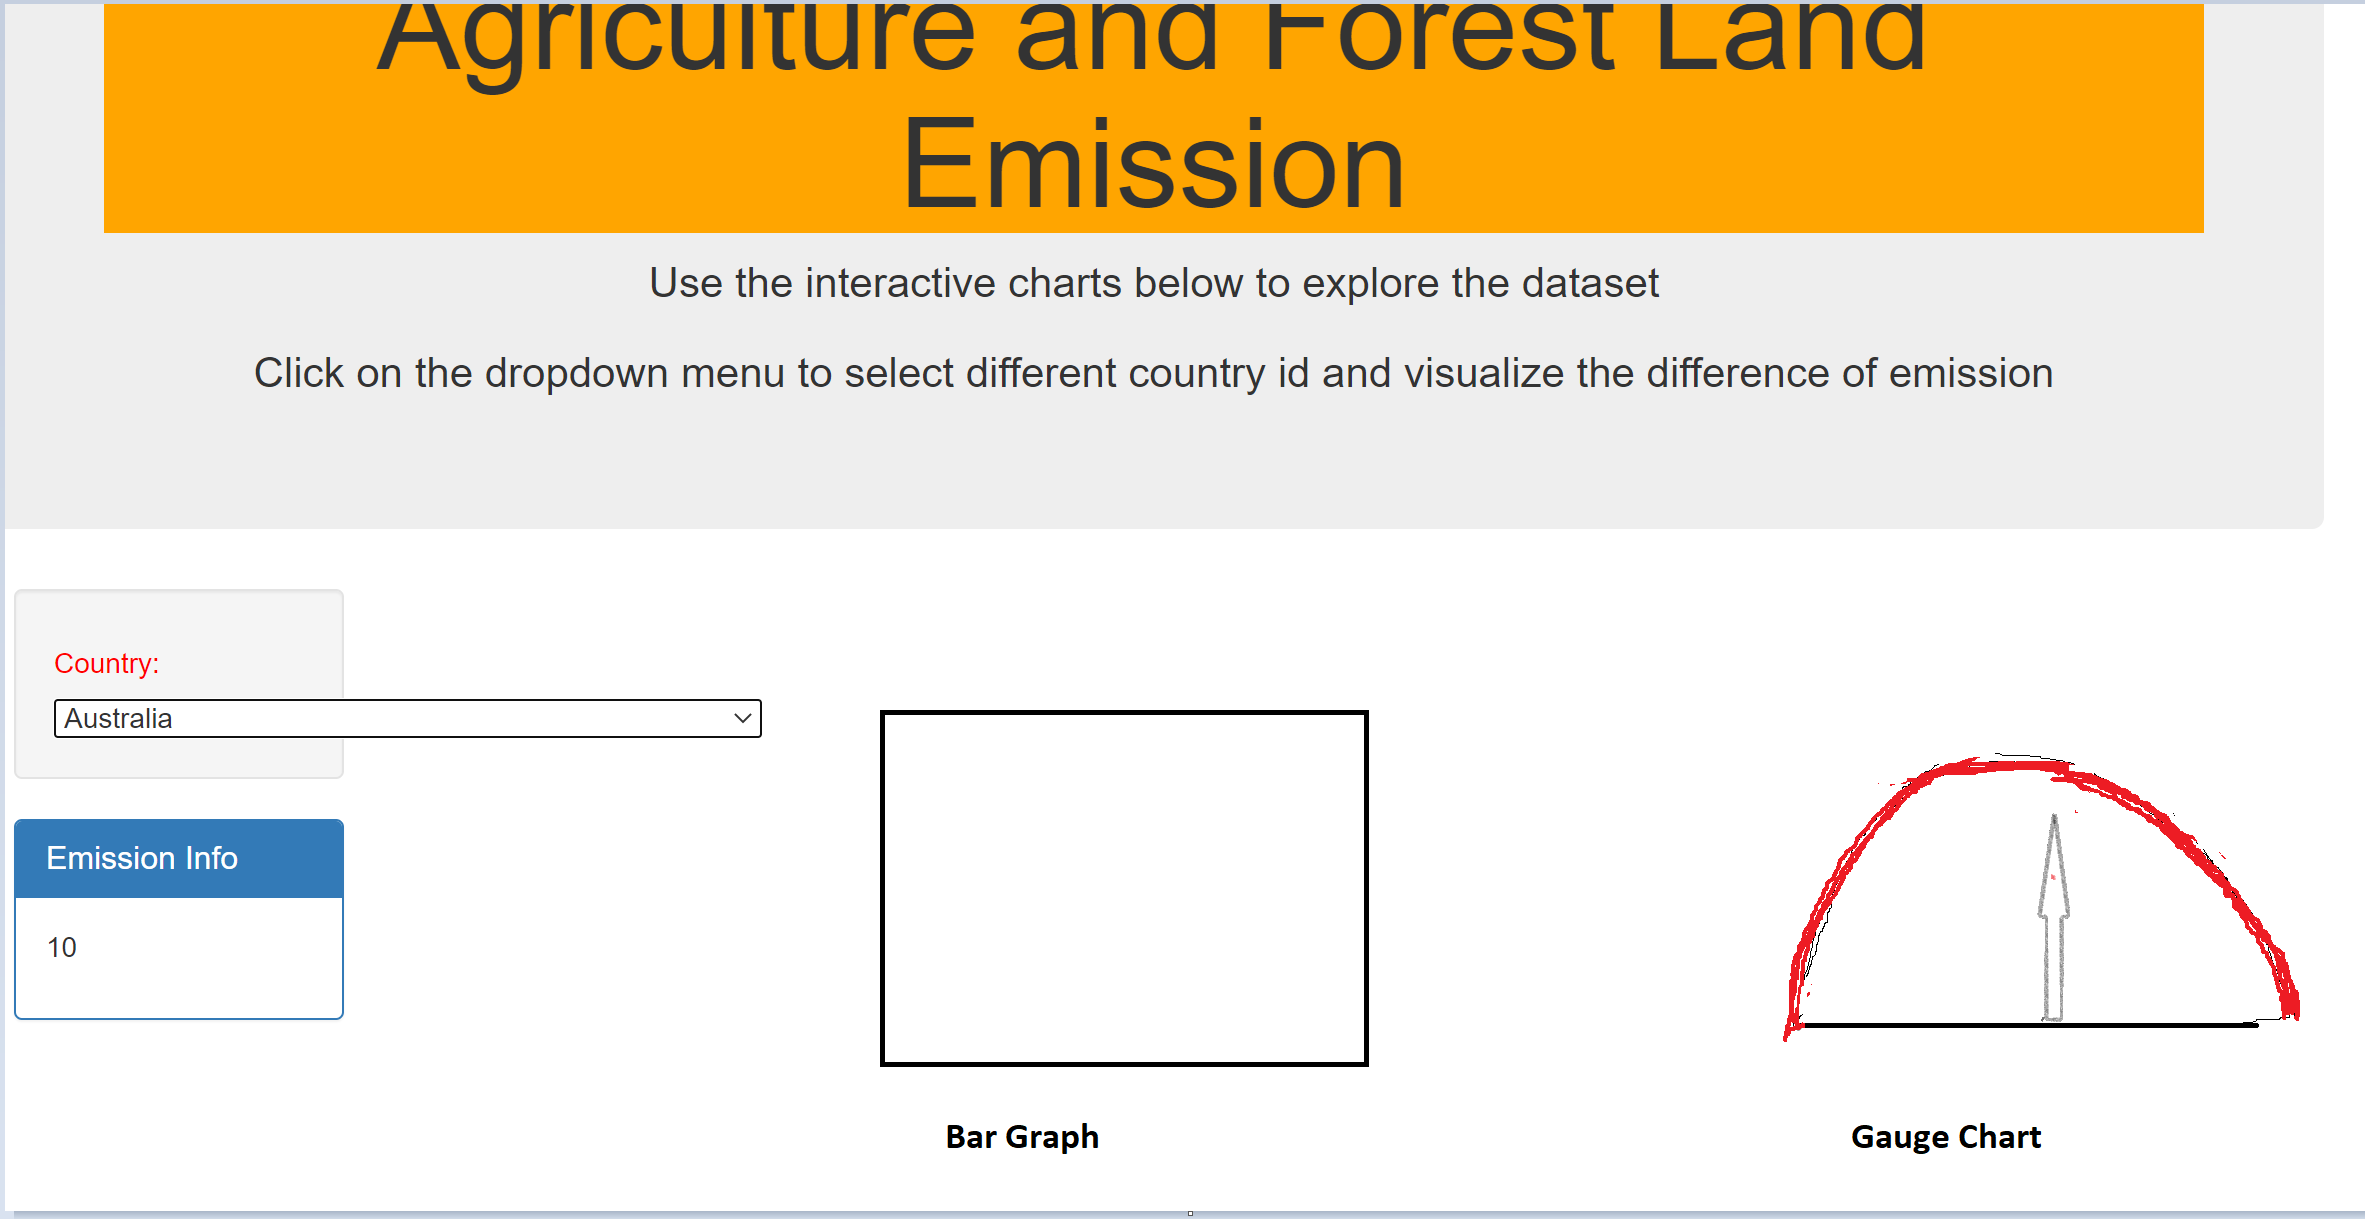 Agriculture and Forest Land
Emission
Use the interactive charts below to explore the dataset
Click on the dropdown menu to select different country id and visualize the difference of emission
Country:
Australia
Emission Info
10
Bar Graph
Gauge Chart